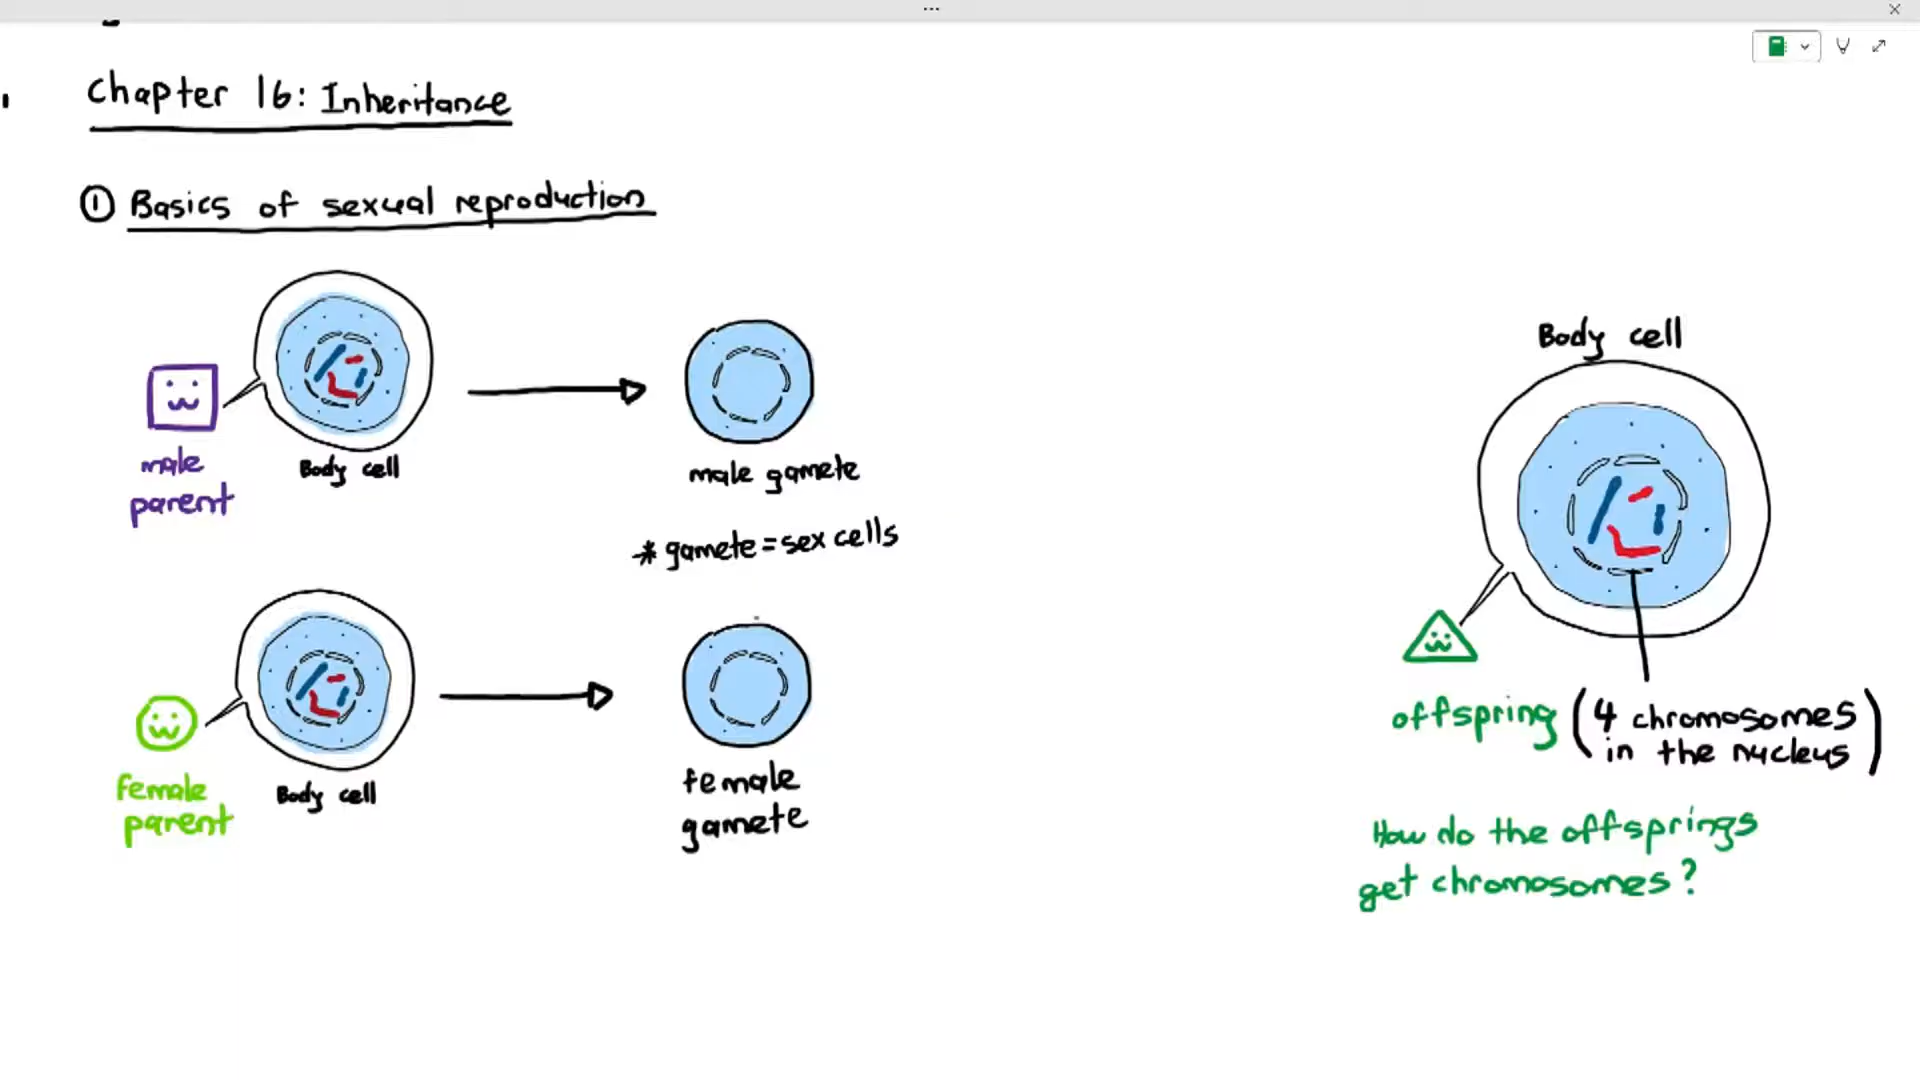 Chapter 16: Inheritance
① Basics of sexual reproduction
male
parent
Body cell
male gamete
* gamete = sex cells
female
parent
Body cell
female
gamete
Body cell
offspring (4 chromosomes
in the nucleus)
How do the offsprings
get chromosomes?